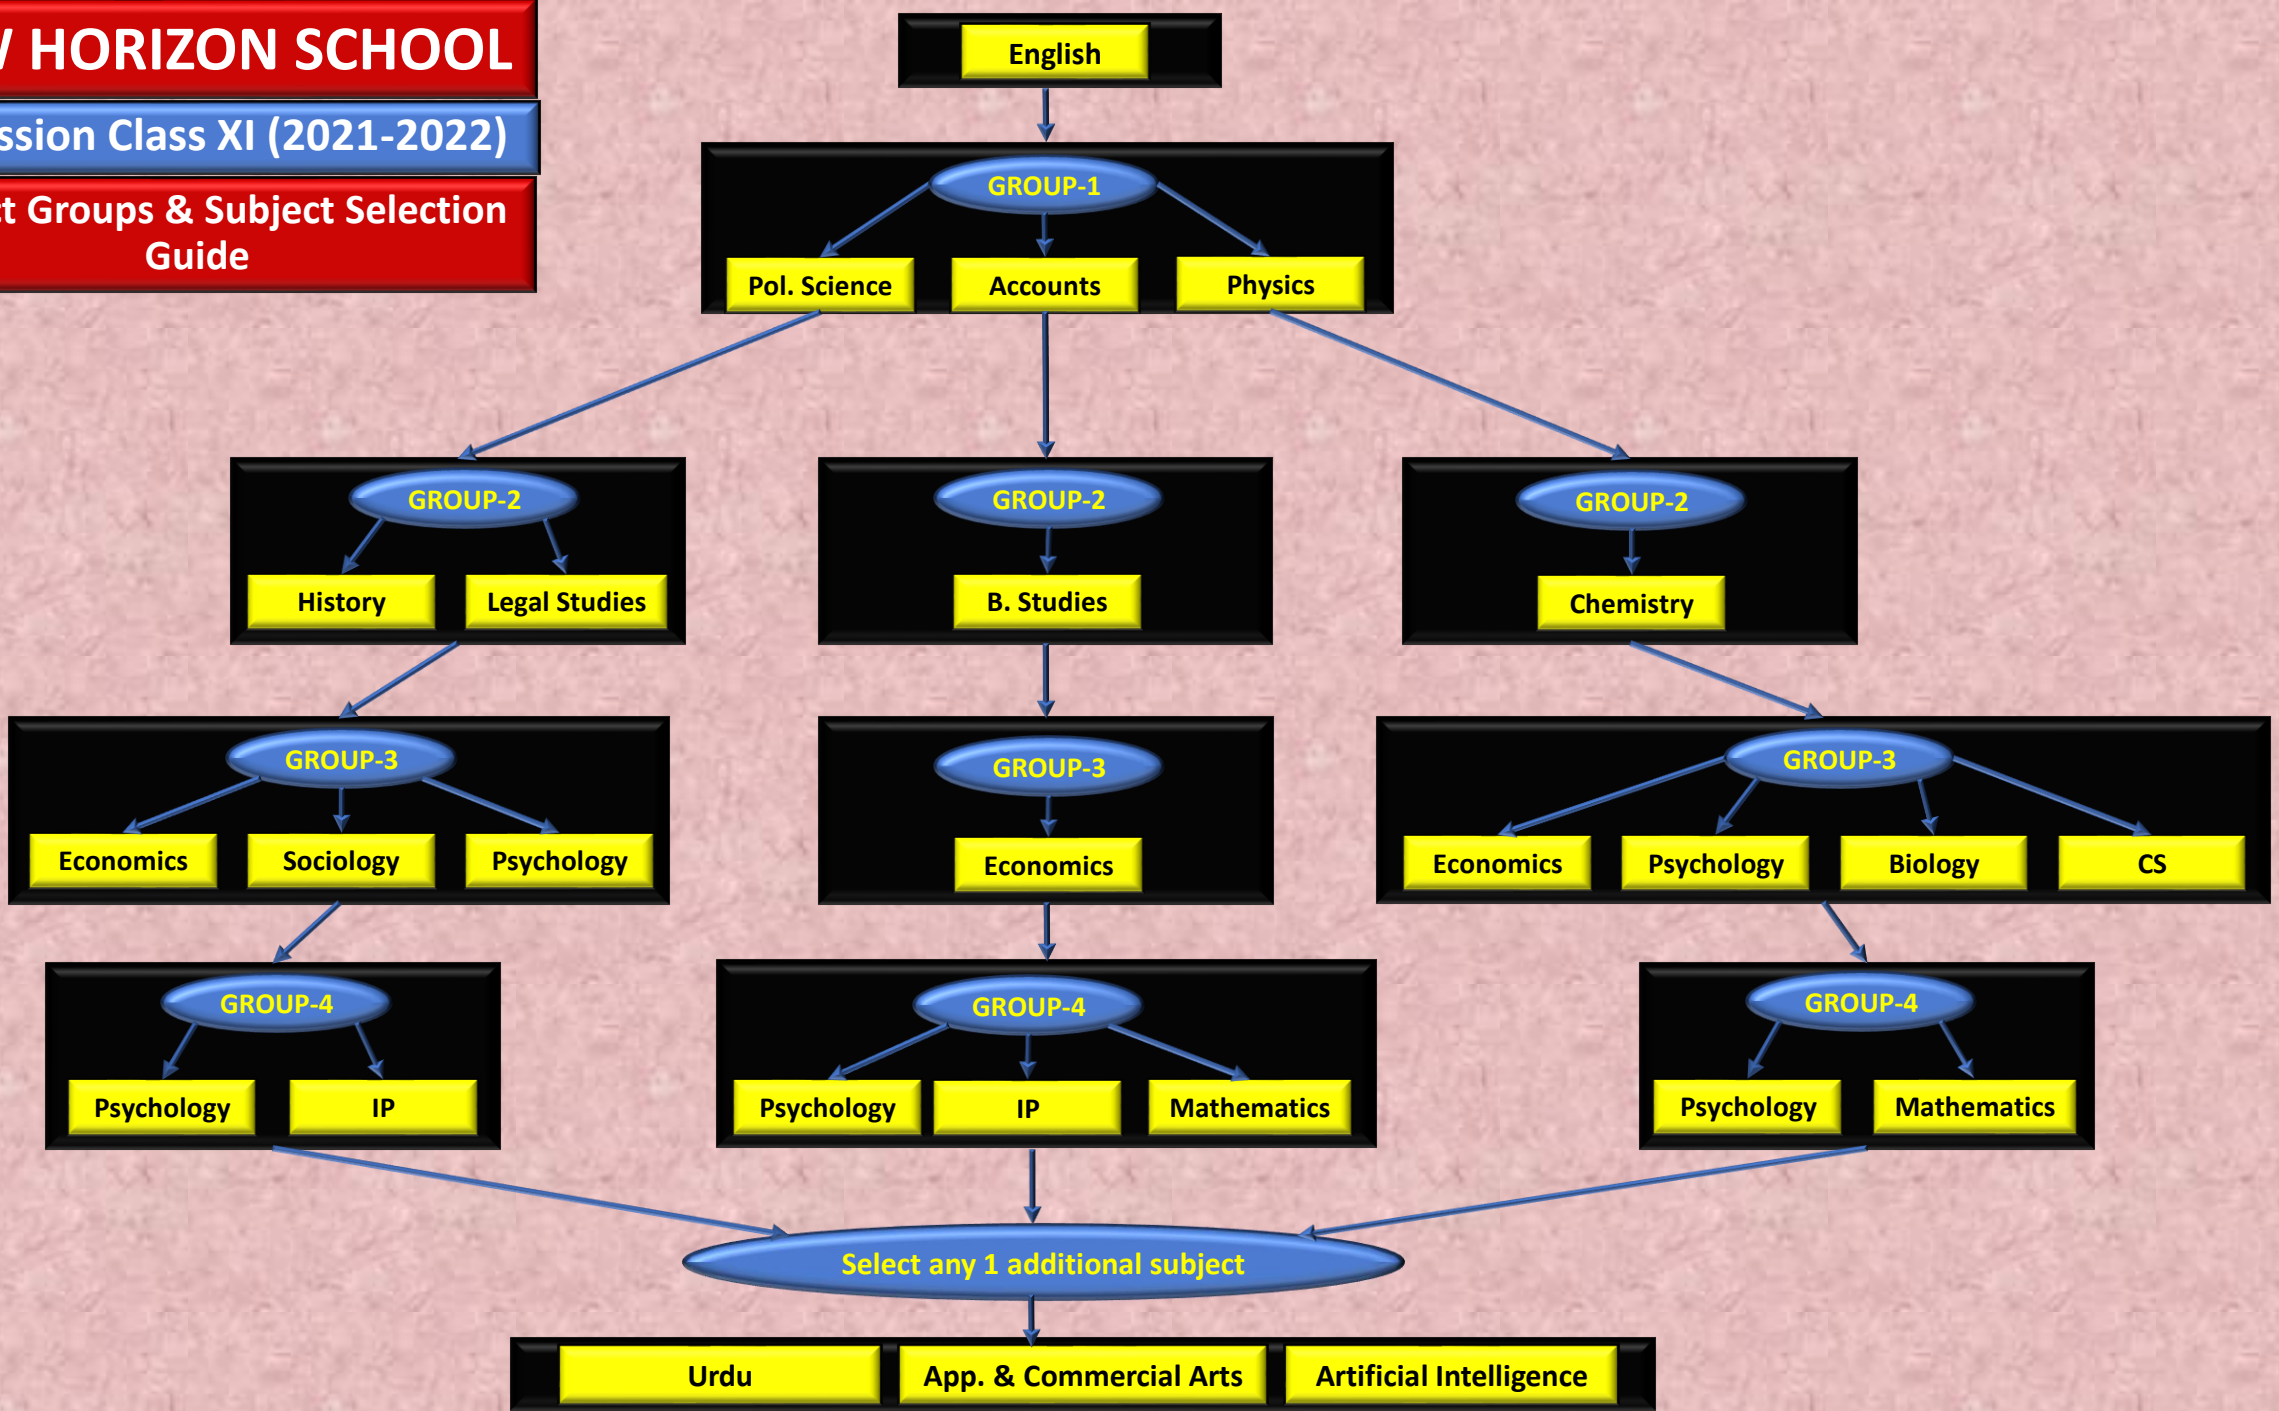 HORIZON SCHOOL
Class XI (2021-2022)
Groups & Subject Selection
Guide
English
GROUP-1
Pol. Science
Accounts
Physics
GROUP-2
GROUP-2
GROUP-2
History
Legal Studies
B. Studies
Chemistry
GROUP-3
GROUP-3
GROUP-3
Economics
Sociology
Psychology
Economics
Economics
Psychology
Biology
CS
GROUP-4
GROUP-4
GROUP-4
Psychology
IP
Psychology
IP
Mathematics
Psychology
Mathematics
Select any 1 additional subject
Urdu
App. & Commercial Arts
Artificial Intelligence